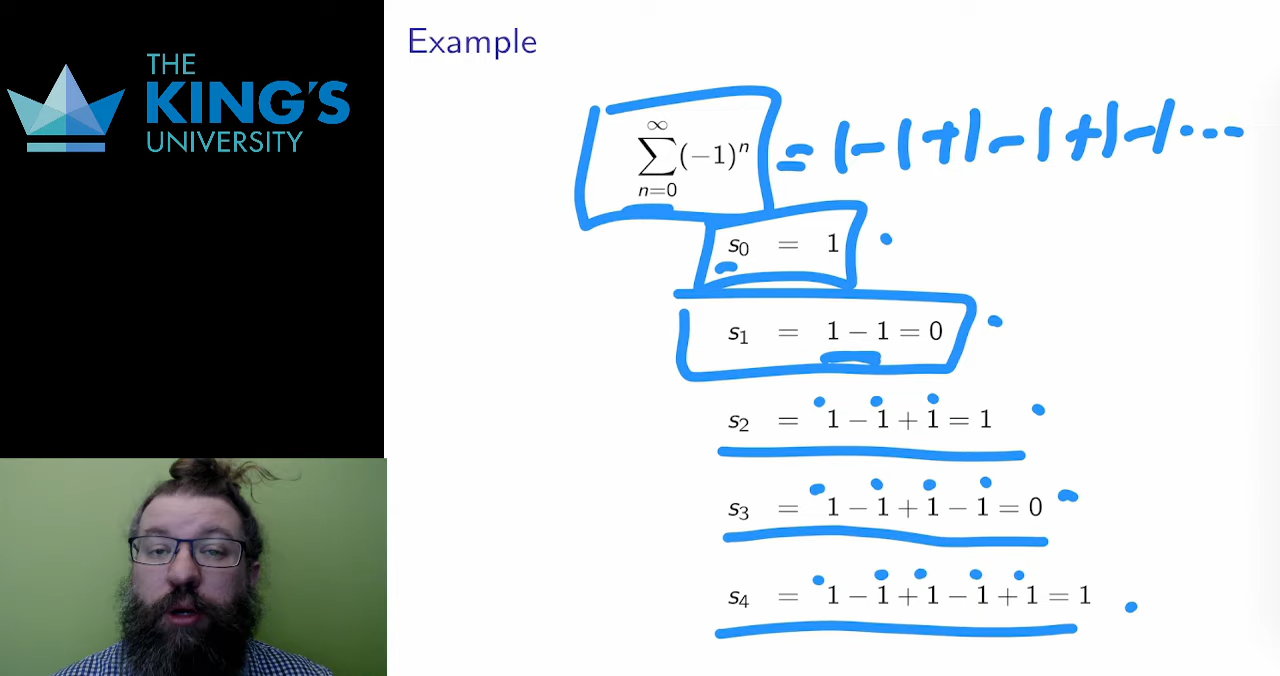 THE
KING'S
UNIVERSITY
Example
∞
∑(−1)ⁿ = 1 − 1 + 1 − 1 + 1 − 1 ...
n=0
s₀ = 1
s₁ = 1 − 1 = 0
s₂ = 1 − 1 + 1 = 1
s₃ = 1 − 1 + 1 − 1 = 0
s₄ = 1 − 1 + 1 − 1 + 1 = 1